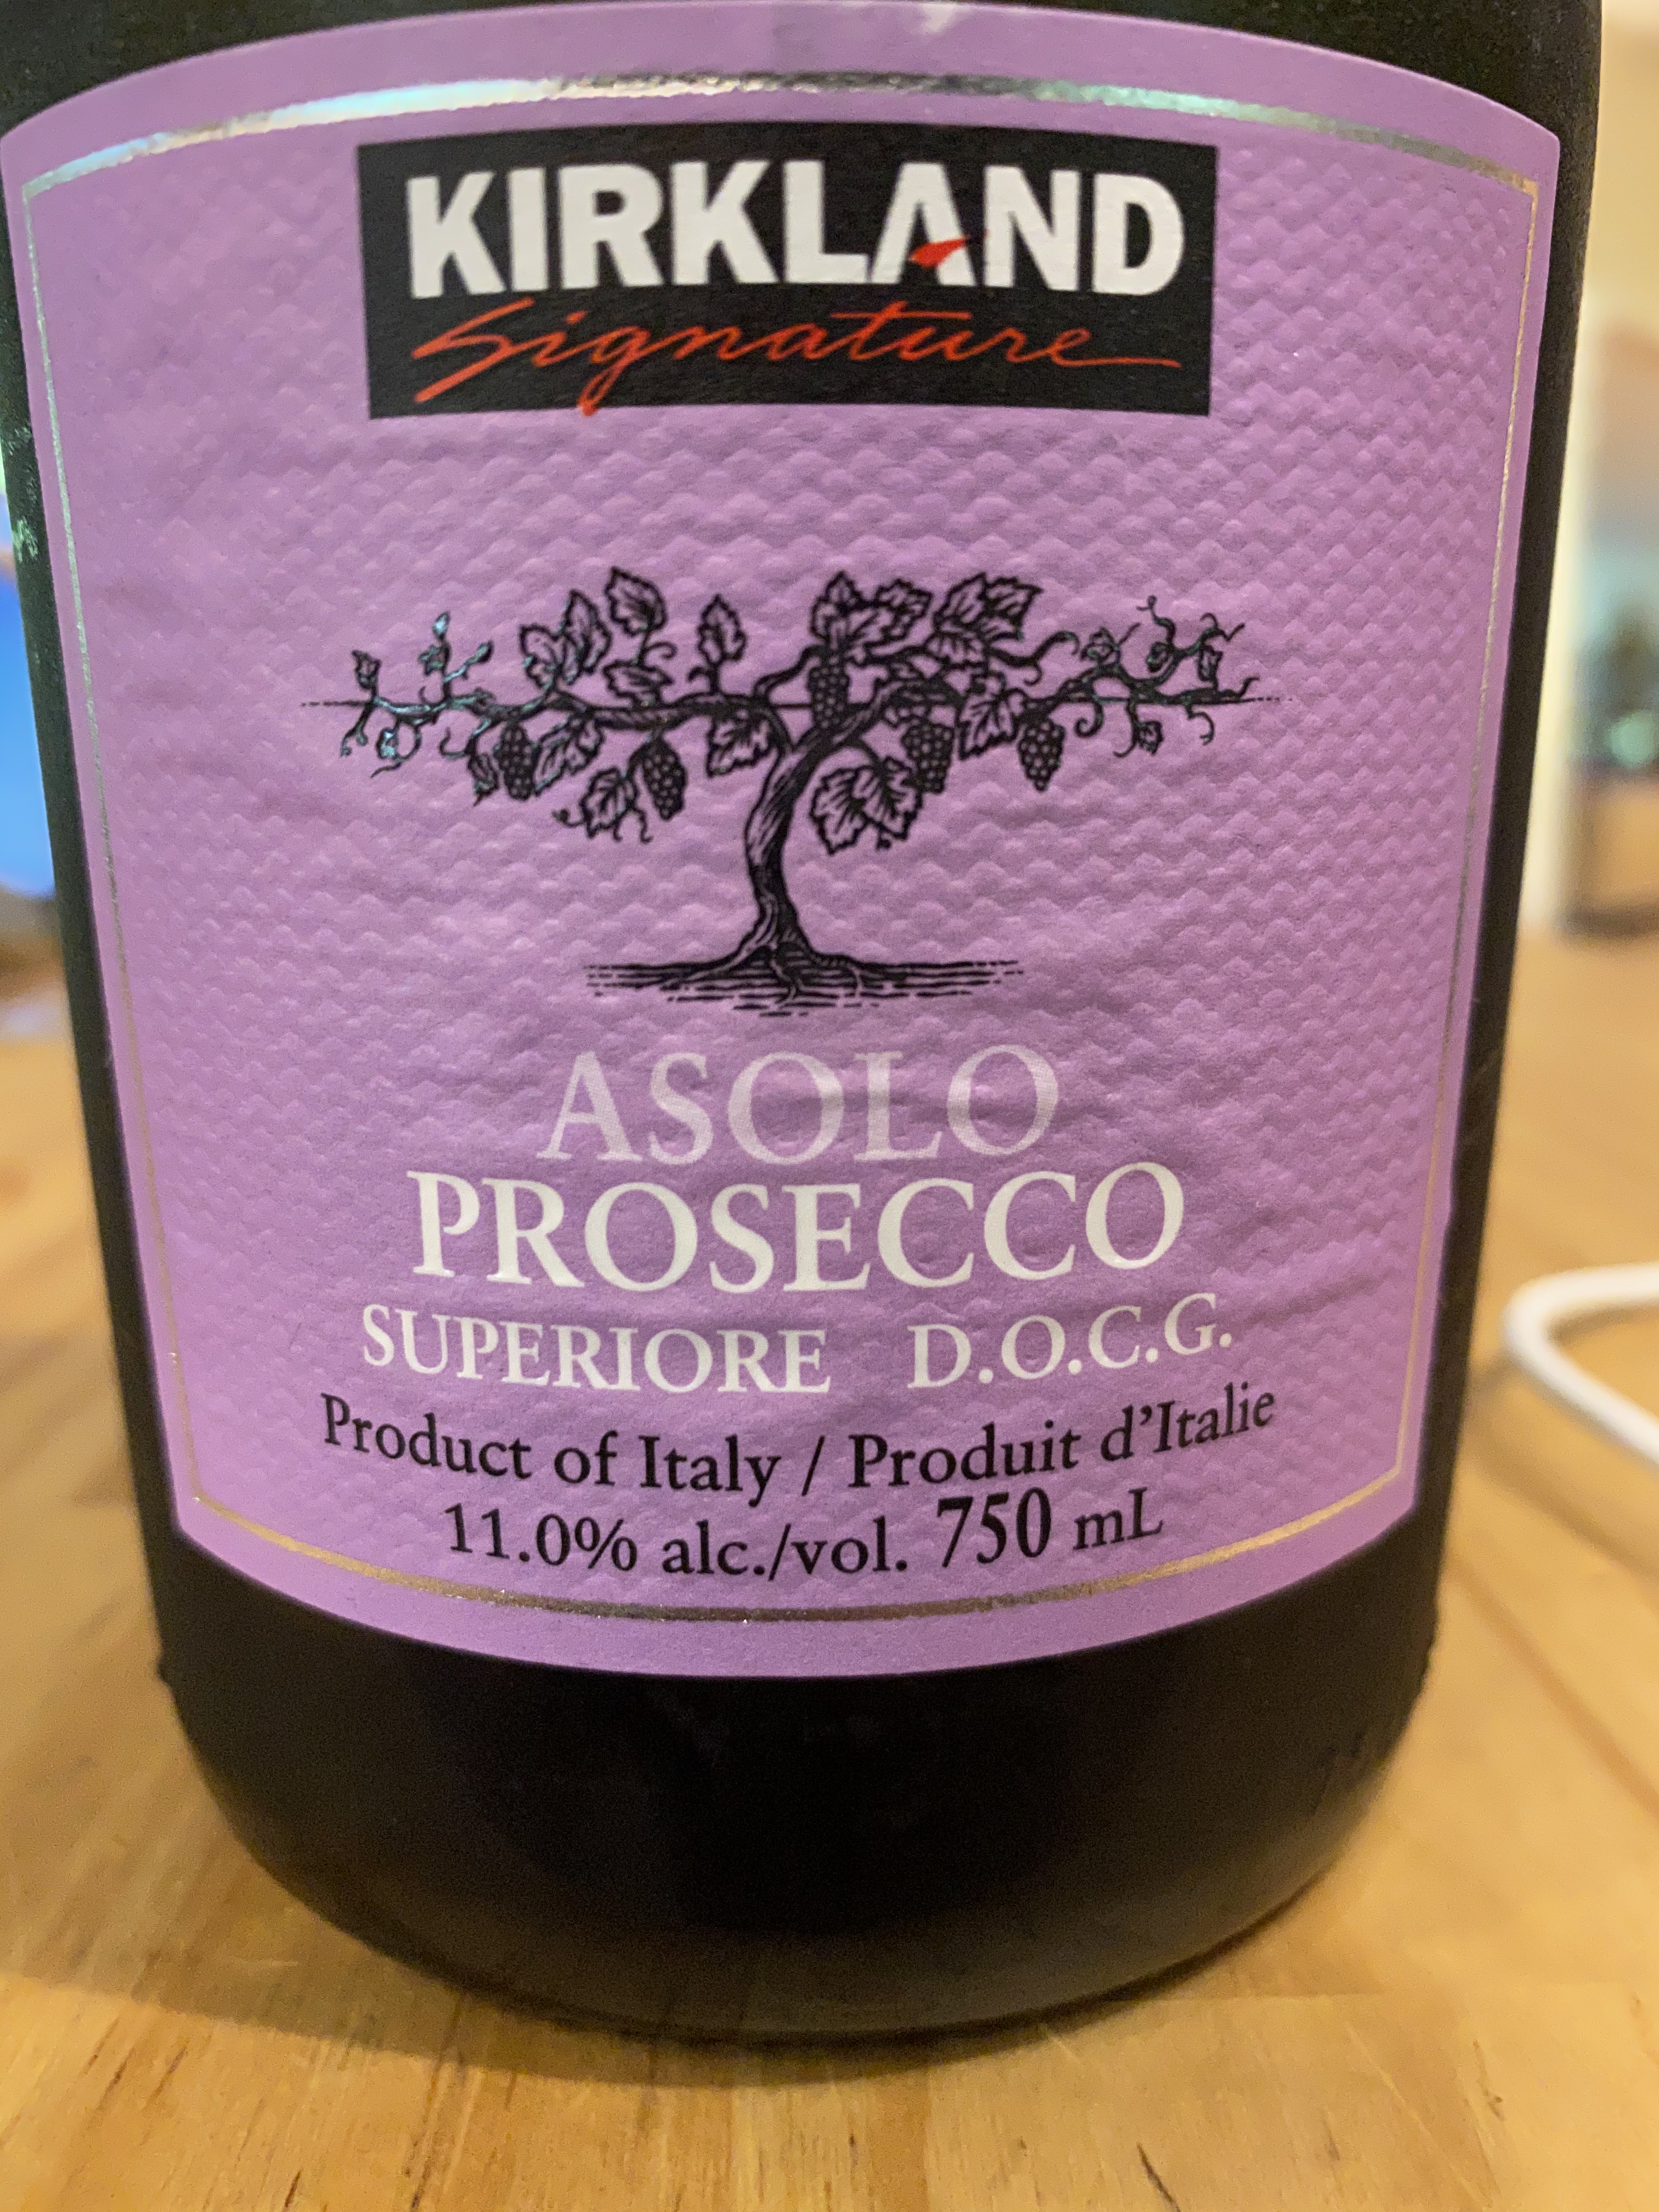 KIRKLAND
Signature
ASOLO
PROSECCO
SUPERIORE D.O.C.G.
Product of Italy / Produit d’Italie
11.0% alc./vol. 750 mL